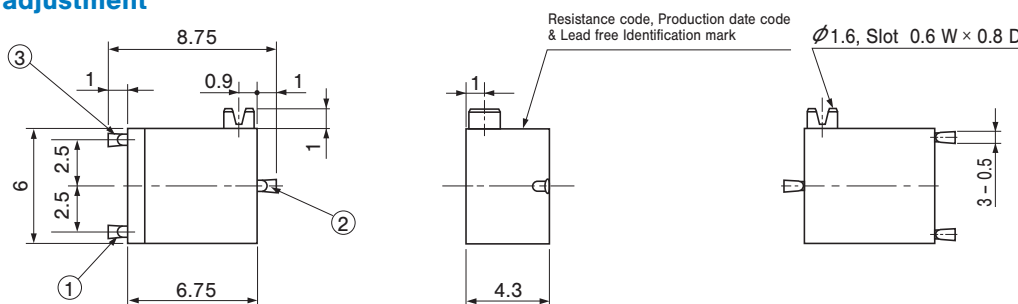 adjustment
Resistance code, Production date code
& Lead free Identification mark
ϕ1.6, Slot 0.6 W × 0.8 D
8.75
③
1
0.9
1
1
1
2.5
6
2.5
3 – 0.5
②
①
6.75
4.3